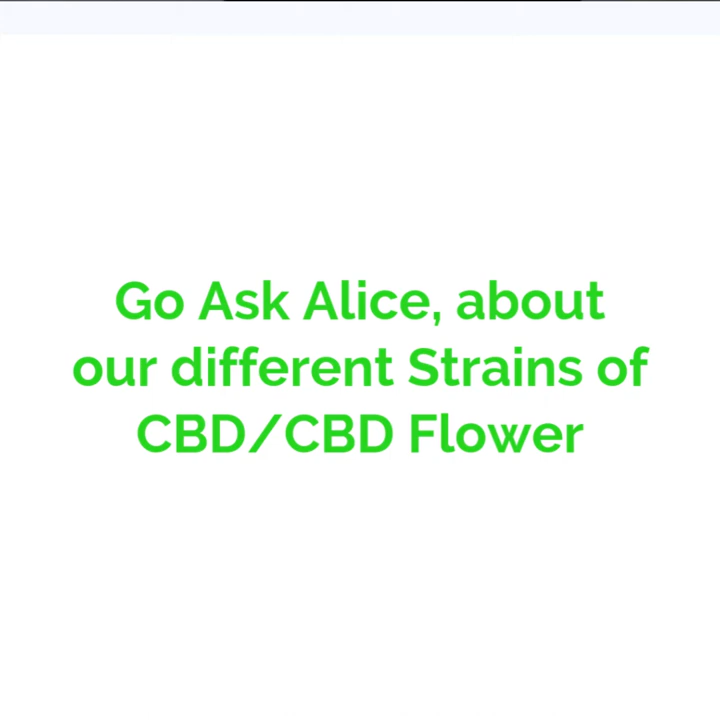 Go Ask Alice, about
our different Strains of
CBD/CBD Flower